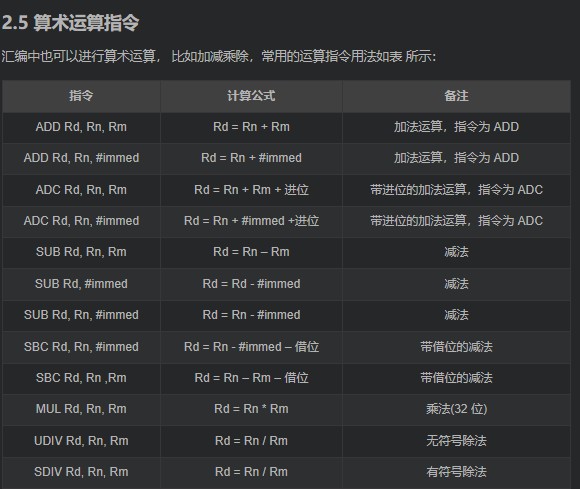 2.5 算术运算指令
汇编中也可以进行算术运算， 比如加减乘除，常用的运算指令用法如表 所示：
指令 计算公式 备注
ADD Rd, Rn, Rm Rd = Rn + Rm 加法运算，指令为 ADD
ADD Rd, Rn, #immed Rd = Rn + #immed 加法运算，指令为 ADD
ADC Rd, Rn, Rm Rd = Rn + Rm + 进位 带进位的加法运算，指令为 ADC
ADC Rd, Rn, #immed Rd = Rn + #immed +进位 带进位的加法运算，指令为 ADC
SUB Rd, Rn, Rm Rd = Rn – Rm 减法
SUB Rd, #immed Rd = Rd - #immed 减法
SUB Rd, Rn, #immed Rd = Rn - #immed 减法
SBC Rd, Rn, #immed Rd = Rn - #immed – 借位 带借位的减法
SBC Rd, Rn ,Rm Rd = Rn – Rm – 借位 带借位的减法
MUL Rd, Rn, Rm Rd = Rn * Rm 乘法(32 位)
UDIV Rd, Rn, Rm Rd = Rn / Rm 无符号除法
SDIV Rd, Rn, Rm Rd = Rn / Rm 有符号除法